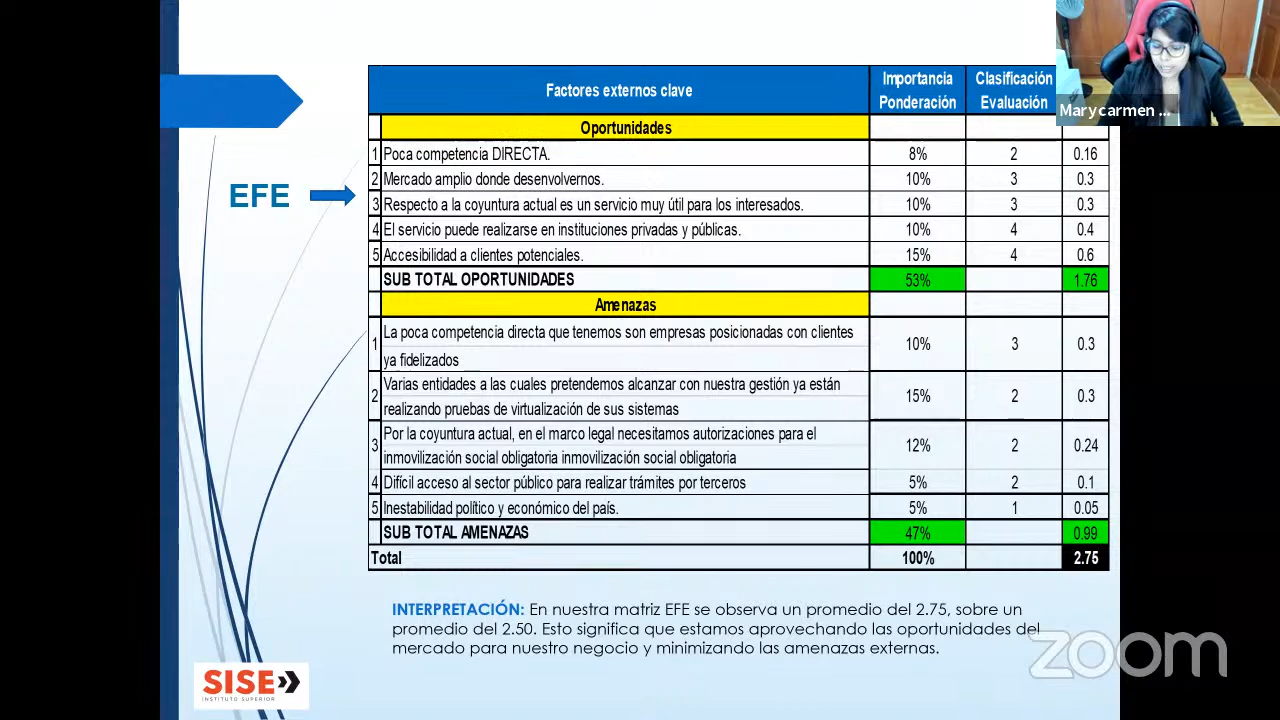 Factores externos clave
Importancia
Ponderación
Clasificación
Evaluación
Marycarmen ...
Oportunidades
1 Poca competencia DIRECTA. 8% 2 0.16
2 Mercado amplio donde desenvolvernos. 10% 3 0.3
3 Respecto a la coyuntura actual es un servicio muy útil para los interesados. 10% 3 0.3
4 El servicio puede realizarse en instituciones privadas y públicas. 10% 4 0.4
5 Accesibilidad a clientes potenciales. 15% 4 0.6
SUB TOTAL OPORTUNIDADES 53% 1.76
EFE
Amenazas
1 La poca competencia directa que tenemos son empresas posicionadas con clientes
ya fidelizados 10% 3 0.3
2 Varias entidades a las cuales pretendemos alcanzar con nuestra gestión ya están
realizando pruebas de virtualización de sus sistemas 15% 2 0.3
3 Por la coyuntura actual, en el marco legal necesitamos autorizaciones para el
inmovilización social obligatoria inmovilización social obligatoria 12% 2 0.24
4 Difícil acceso al sector público para realizar trámites por terceros 5% 2 0.1
5 Inestabilidad político y económico del país. 5% 1 0.05
SUB TOTAL AMENAZAS 47% 0.99
Total 100% 2.75
INTERPRETACIÓN: En nuestra matriz EFE se observa un promedio del 2.75, sobre un
promedio del 2.50. Esto significa que estamos aprovechando las oportunidades del
mercado para nuestro negocio y minimizando las amenazas externas.
zoom
SISE
INSTITUTO SUPERIOR